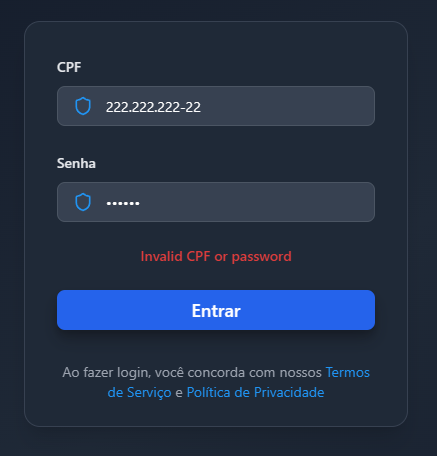 CPF
222.222.222-22
Senha
••••••
Invalid CPF or password
Entrar
Ao fazer login, você concorda com nossos Termos
de Serviço e Política de Privacidade